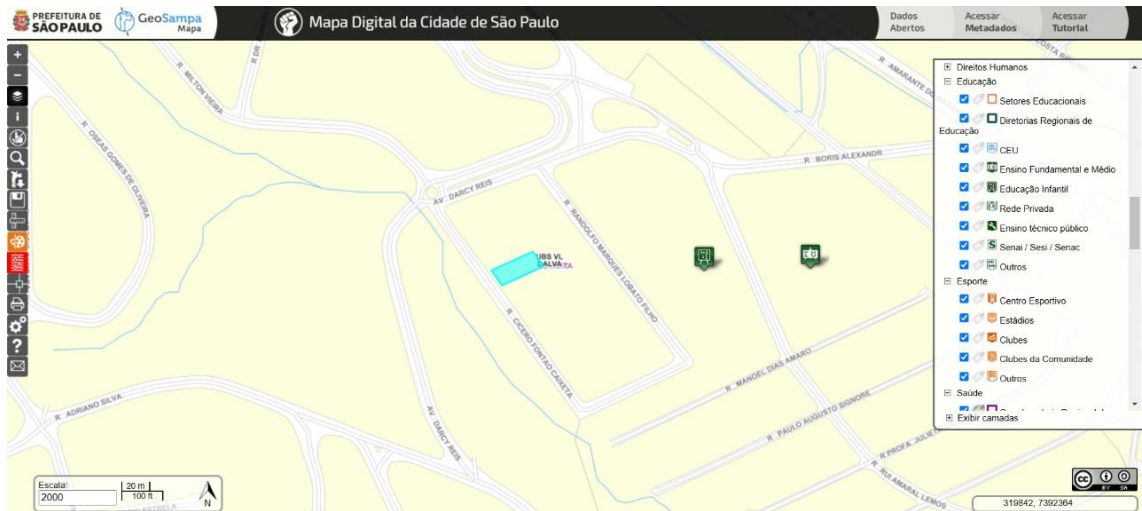 PREFEITURA DE
SÃO PAULO
GeoSampa
Mapa
Mapa Digital da Cidade de São Paulo
Dados
Abertos
Acessar
Metadados
Acessar
Tutorial
R. MILTON VIEIRA
R. OSEAS GOMES DE OLIVEIRA
AV DARCY REIS
R. BORIS ALEXANDR
R. RANDOLFO MARQUES LOBATO FILHO
UBS VL
DALVA
R. CICERO FONTAO CAIXETA
R. MANOEL DIAS AMARO
R. PAULO AUGUSTO SIGNORE
R. PROFA JULIETA
R. RUI AMARAL LEMOS
AV DARCY REIS
R. ADRIANO SILVA
Direitos Humanos
Educação
Setores Educacionais
Diretorias Regionais de
Educação
CEU
Ensino Fundamental e Médio
Educação Infantil
Rede Privada
Ensino técnico público
Senai / Sesi / Senac
Outros
Esporte
Centro Esportivo
Estádios
Clubes
Clubes da Comunidade
Outros
Saúde
Exibir camadas
Escala:
2000
20 m
100 ft
N
BY SA
319842, 7392364